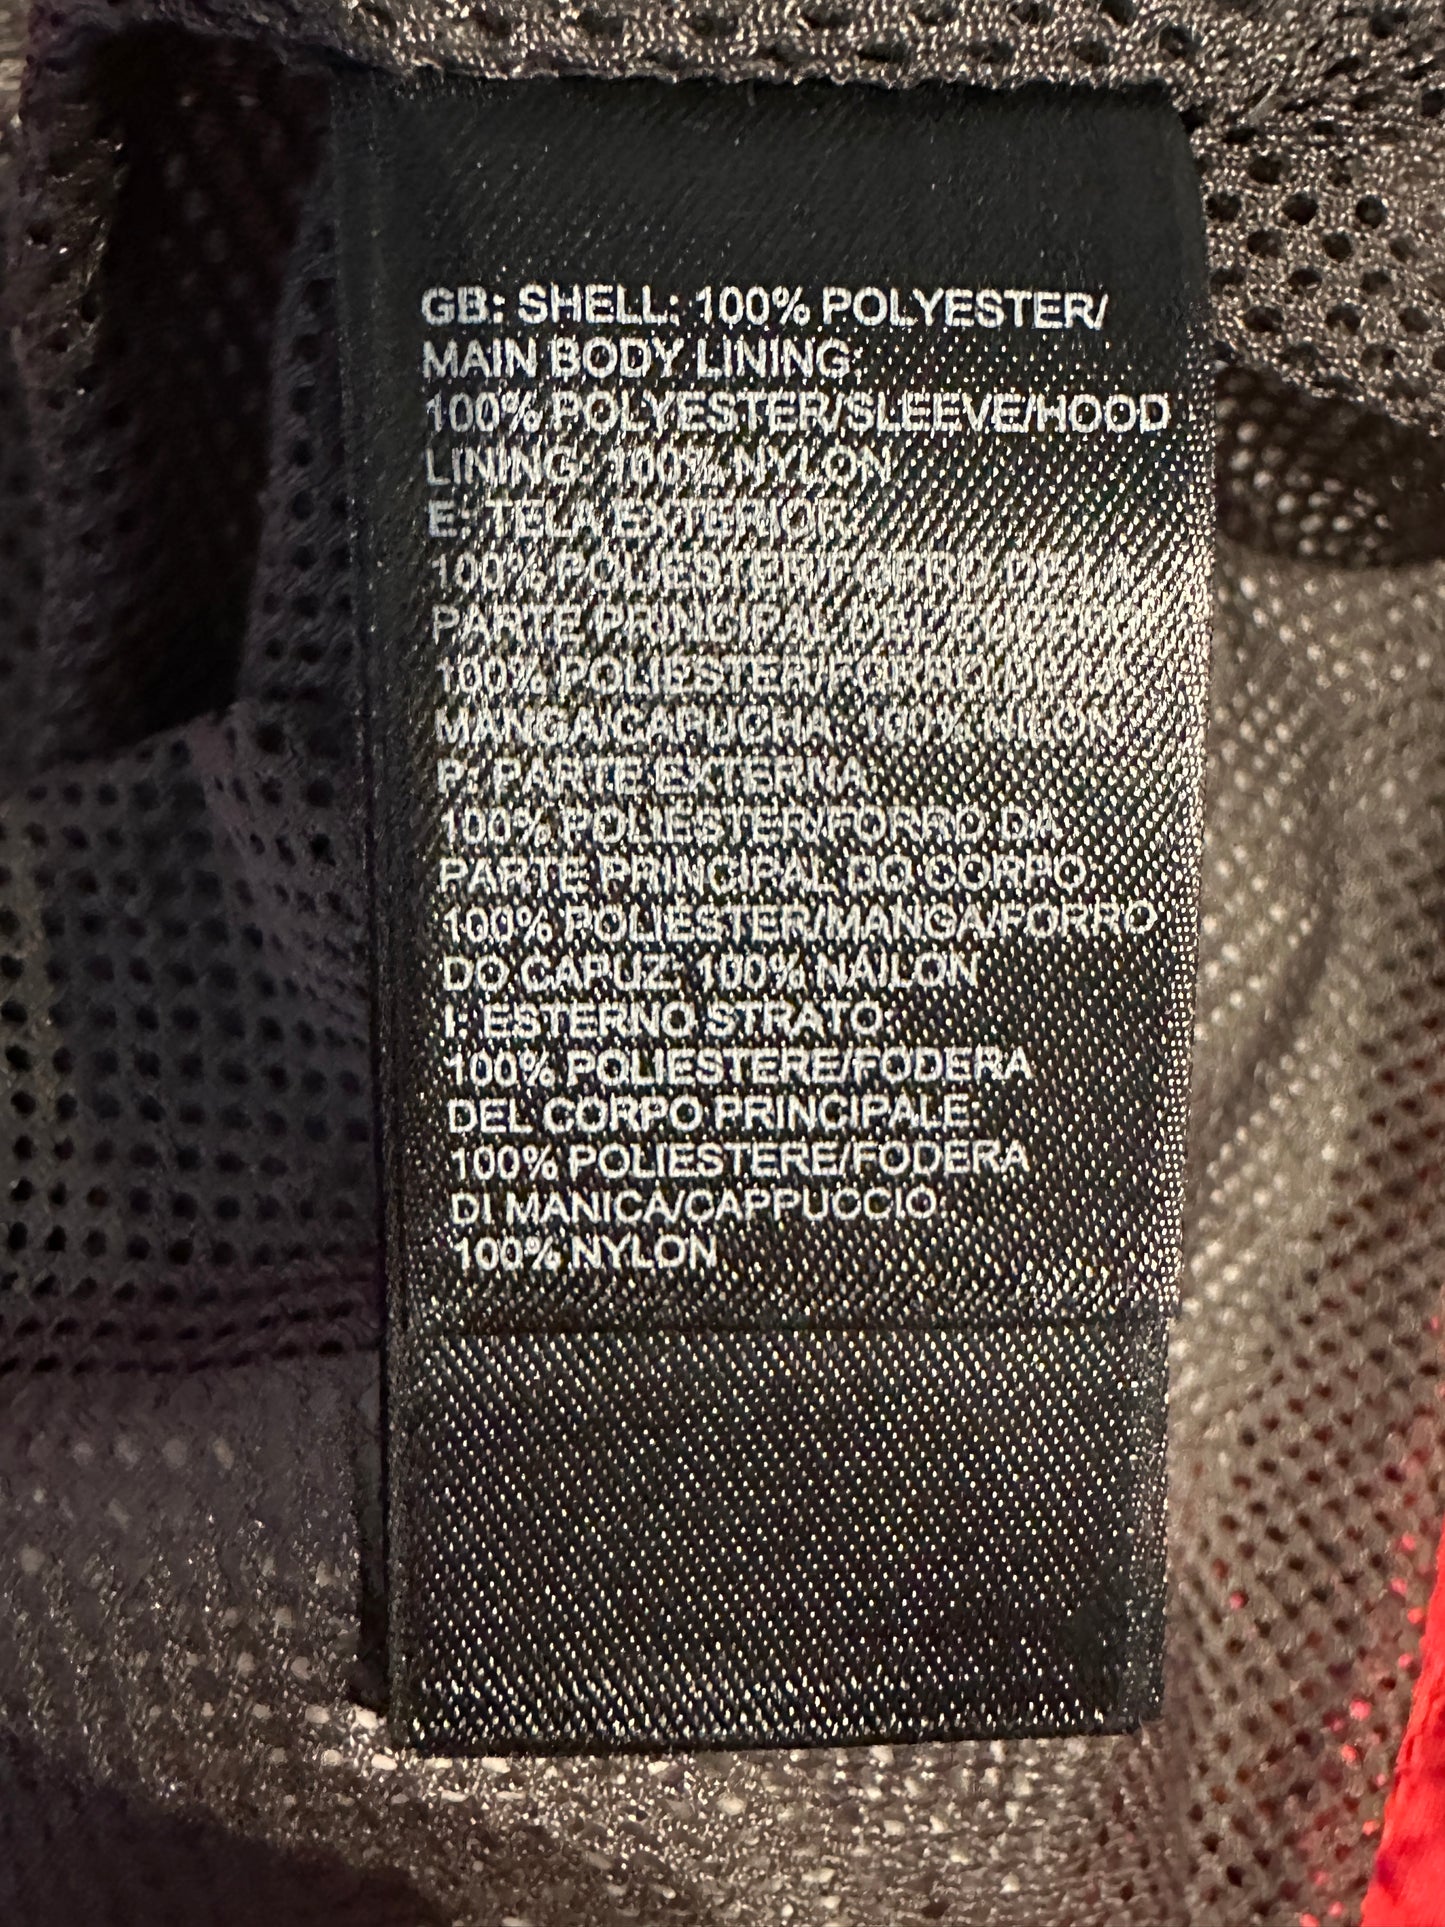 GB: SHELL: 100% POLYESTER/
MAIN BODY LINING:
100% POLYESTER/SLEEVE/HOOD
LINING: 100% NYLON
E: TELA EXTERIOR:
100% POLIESTER/FORRO DE LA
PARTE PRINCIPAL DEL
100% POLIESTER/FORRO DE LA
MANGA/CAPUCHA: 100% NILON
P: PARTE EXTERNA:
100% POLIESTER/FORRO DA
PARTE PRINCIPAL DO CORPO
100% POLIESTER/MANGA/FORRO
DO CAPUZ: 100% NAILON
I: ESTERNO STRATO:
100% POLIESTERE/FODERA
DEL CORPO PRINCIPALE:
100% POLIESTERE/FODERA
DI MANICA/CAPPUCCIO:
100% NYLON